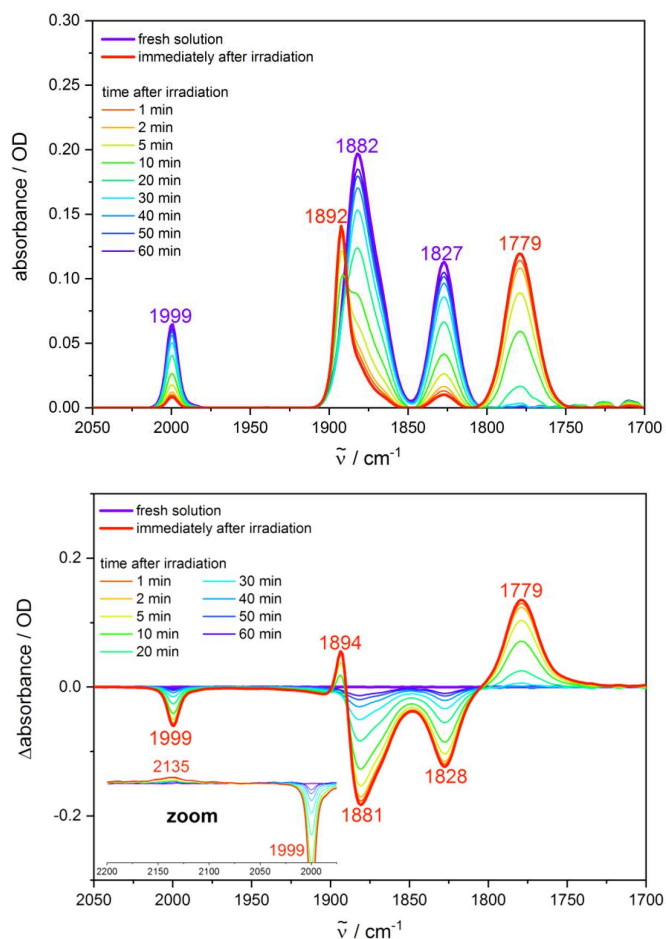 0.30
0.25
0.20
0.15
0.10
0.05
0.00
absorbance / OD
fresh solution
immediately after irradiation
time after irradiation
1 min
2 min
5 min
10 min
20 min
30 min
40 min
50 min
60 min
1999
1892
1882
1827
1779
2050 2000 1950 1900 1850 1800 1750 1700
ν̃ / cm⁻¹
0.2
0.0
-0.2
Δabsorbance / OD
fresh solution
immediately after irradiation
time after irradiation
1 min 30 min
2 min 40 min
5 min 50 min
10 min 60 min
20 min
1779
1894
1999
2135
zoom
1999
1881
1828
2200 2150 2100 2050 2000
2050 2000 1950 1900 1850 1800 1750 1700
ν̃ / cm⁻¹